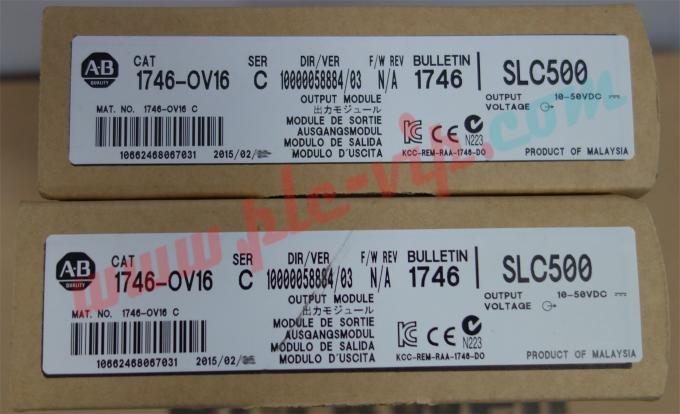 A-B
QUALITY
CAT SER DIR/VER F/W REV BULLETIN
1746-OV16 C 10000058884/03 N/A 1746 SLC500
MAT. NO. 1746-OV16 C
OUTPUT MODULE
出力モジュール
MODULE DE SORTIE
AUSGANGSMODUL
MODULO DE SALIDA
MODULO D'USCITA
10662468067031 2015/02/
OUTPUT 10-50VDC
VOLTAGE
CE N223
KCC-REM-RAA-1746-DO
PRODUCT OF MALAYSIA
A-B
QUALITY
CAT SER DIR/VER F/W REV BULLETIN
1746-OV16 C 10000058884/03 N/A 1746 SLC500
MAT. NO. 1746-OV16 C
OUTPUT MODULE
出力モジュール
MODULE DE SORTIE
AUSGANGSMODUL
MODULO DE SALIDA
MODULO D'USCITA
10662468067031 2015/02/
OUTPUT 10-50VDC
VOLTAGE
CE N223
KCC-REM-RAA-1746-DO
PRODUCT OF MALAYSIA
www.plc-vip.com